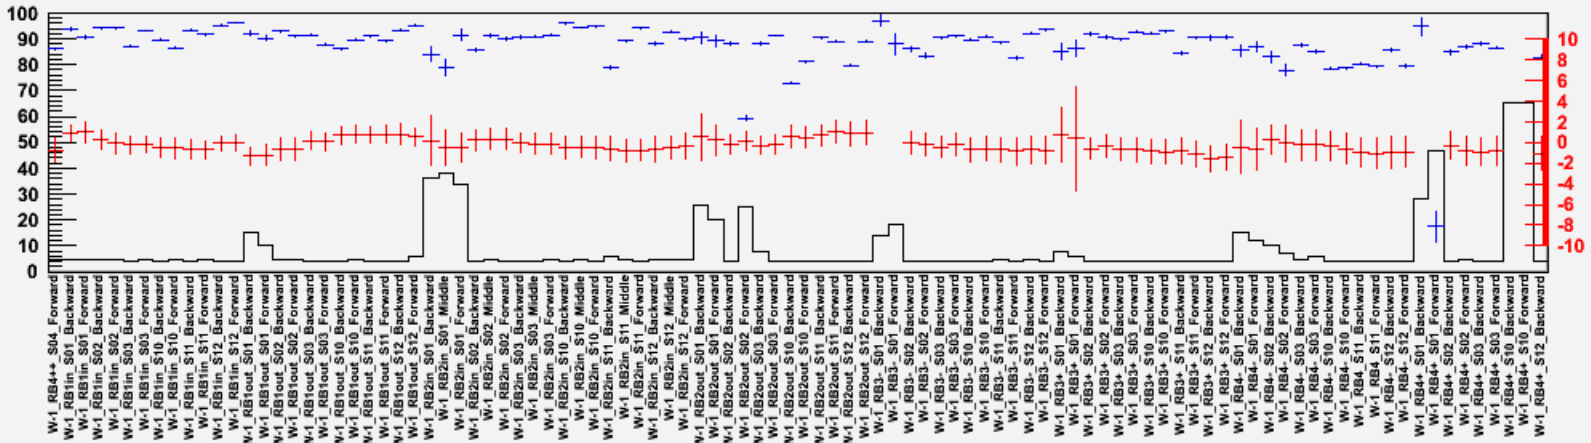 100
90
80
70
60
50
40
30
20
10
0
10
8
6
4
2
0
-2
-4
-6
-8
-10
W-1_RB4++_S04_Forward
W-1_RB1in_S01_Backward
W-1_RB1in_S01_Forward
W-1_RB1in_S02_Backward
W-1_RB1in_S02_Forward
W-1_RB1in_S03_Backward
W-1_RB1in_S03_Forward
W-1_RB1in_S10_Backward
W-1_RB1in_S10_Forward
W-1_RB1in_S11_Backward
W-1_RB1in_S11_Forward
W-1_RB1in_S12_Backward
W-1_RB1in_S12_Forward
W-1_RB1out_S01_Backward
W-1_RB1out_S01_Forward
W-1_RB1out_S02_Backward
W-1_RB1out_S02_Forward
W-1_RB1out_S03_Backward
W-1_RB1out_S03_Forward
W-1_RB1out_S10_Backward
W-1_RB1out_S10_Forward
W-1_RB1out_S11_Backward
W-1_RB1out_S11_Forward
W-1_RB1out_S12_Backward
W-1_RB1out_S12_Forward
W-1_RB2in_S01_Backward
W-1_RB2in_S01_Middle
W-1_RB2in_S01_Forward
W-1_RB2in_S02_Backward
W-1_RB2in_S02_Middle
W-1_RB2in_S02_Forward
W-1_RB2in_S03_Backward
W-1_RB2in_S03_Middle
W-1_RB2in_S03_Forward
W-1_RB2in_S10_Backward
W-1_RB2in_S10_Middle
W-1_RB2in_S10_Forward
W-1_RB2in_S11_Backward
W-1_RB2in_S11_Middle
W-1_RB2in_S11_Forward
W-1_RB2in_S12_Backward
W-1_RB2in_S12_Middle
W-1_RB2in_S12_Forward
W-1_RB2out_S01_Backward
W-1_RB2out_S01_Forward
W-1_RB2out_S02_Backward
W-1_RB2out_S02_Forward
W-1_RB2out_S03_Backward
W-1_RB2out_S03_Forward
W-1_RB2out_S10_Backward
W-1_RB2out_S10_Forward
W-1_RB2out_S11_Backward
W-1_RB2out_S11_Forward
W-1_RB2out_S12_Backward
W-1_RB2out_S12_Forward
W-1_RB3-_S01_Backward
W-1_RB3-_S01_Forward
W-1_RB3-_S02_Backward
W-1_RB3-_S02_Forward
W-1_RB3-_S03_Backward
W-1_RB3-_S03_Forward
W-1_RB3-_S10_Backward
W-1_RB3-_S10_Forward
W-1_RB3-_S11_Backward
W-1_RB3-_S11_Forward
W-1_RB3-_S12_Backward
W-1_RB3-_S12_Forward
W-1_RB3+_S01_Backward
W-1_RB3+_S01_Forward
W-1_RB3+_S02_Backward
W-1_RB3+_S02_Forward
W-1_RB3+_S03_Backward
W-1_RB3+_S03_Forward
W-1_RB3+_S10_Backward
W-1_RB3+_S10_Forward
W-1_RB3+_S11_Backward
W-1_RB3+_S11_Forward
W-1_RB3+_S12_Backward
W-1_RB3+_S12_Forward
W-1_RB4-_S01_Backward
W-1_RB4-_S01_Forward
W-1_RB4-_S02_Backward
W-1_RB4-_S02_Forward
W-1_RB4-_S03_Backward
W-1_RB4-_S03_Forward
W-1_RB4-_S10_Backward
W-1_RB4-_S10_Forward
W-1_RB4_S11_Backward
W-1_RB4_S11_Forward
W-1_RB4-_S12_Backward
W-1_RB4-_S12_Forward
W-1_RB4+_S01_Backward
W-1_RB4+_S01_Forward
W-1_RB4+_S02_Backward
W-1_RB4+_S02_Forward
W-1_RB4+_S03_Backward
W-1_RB4+_S03_Forward
W-1_RB4+_S10_Backward
W-1_RB4+_S10_Forward
W-1_RB4+_S12_Backward